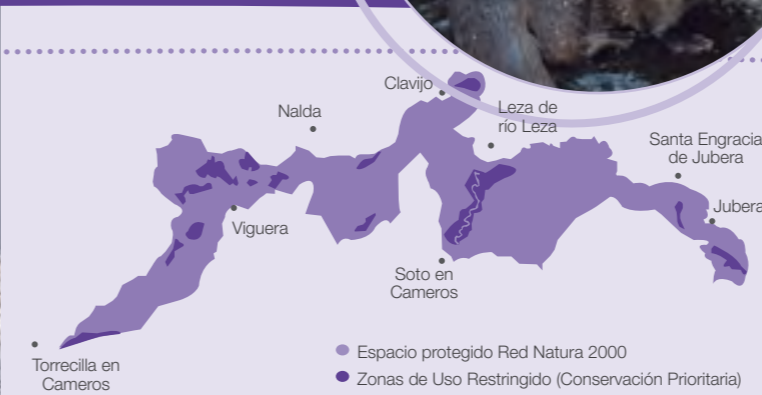 Clavijo
Nalda
Leza de
río Leza
Santa Engracia
de Jubera
Jubera
Viguera
Soto en
Cameros
Torrecilla en
Cameros
Espacio protegido Red Natura 2000
Zonas de Uso Restringido (Conservación Prioritaria)